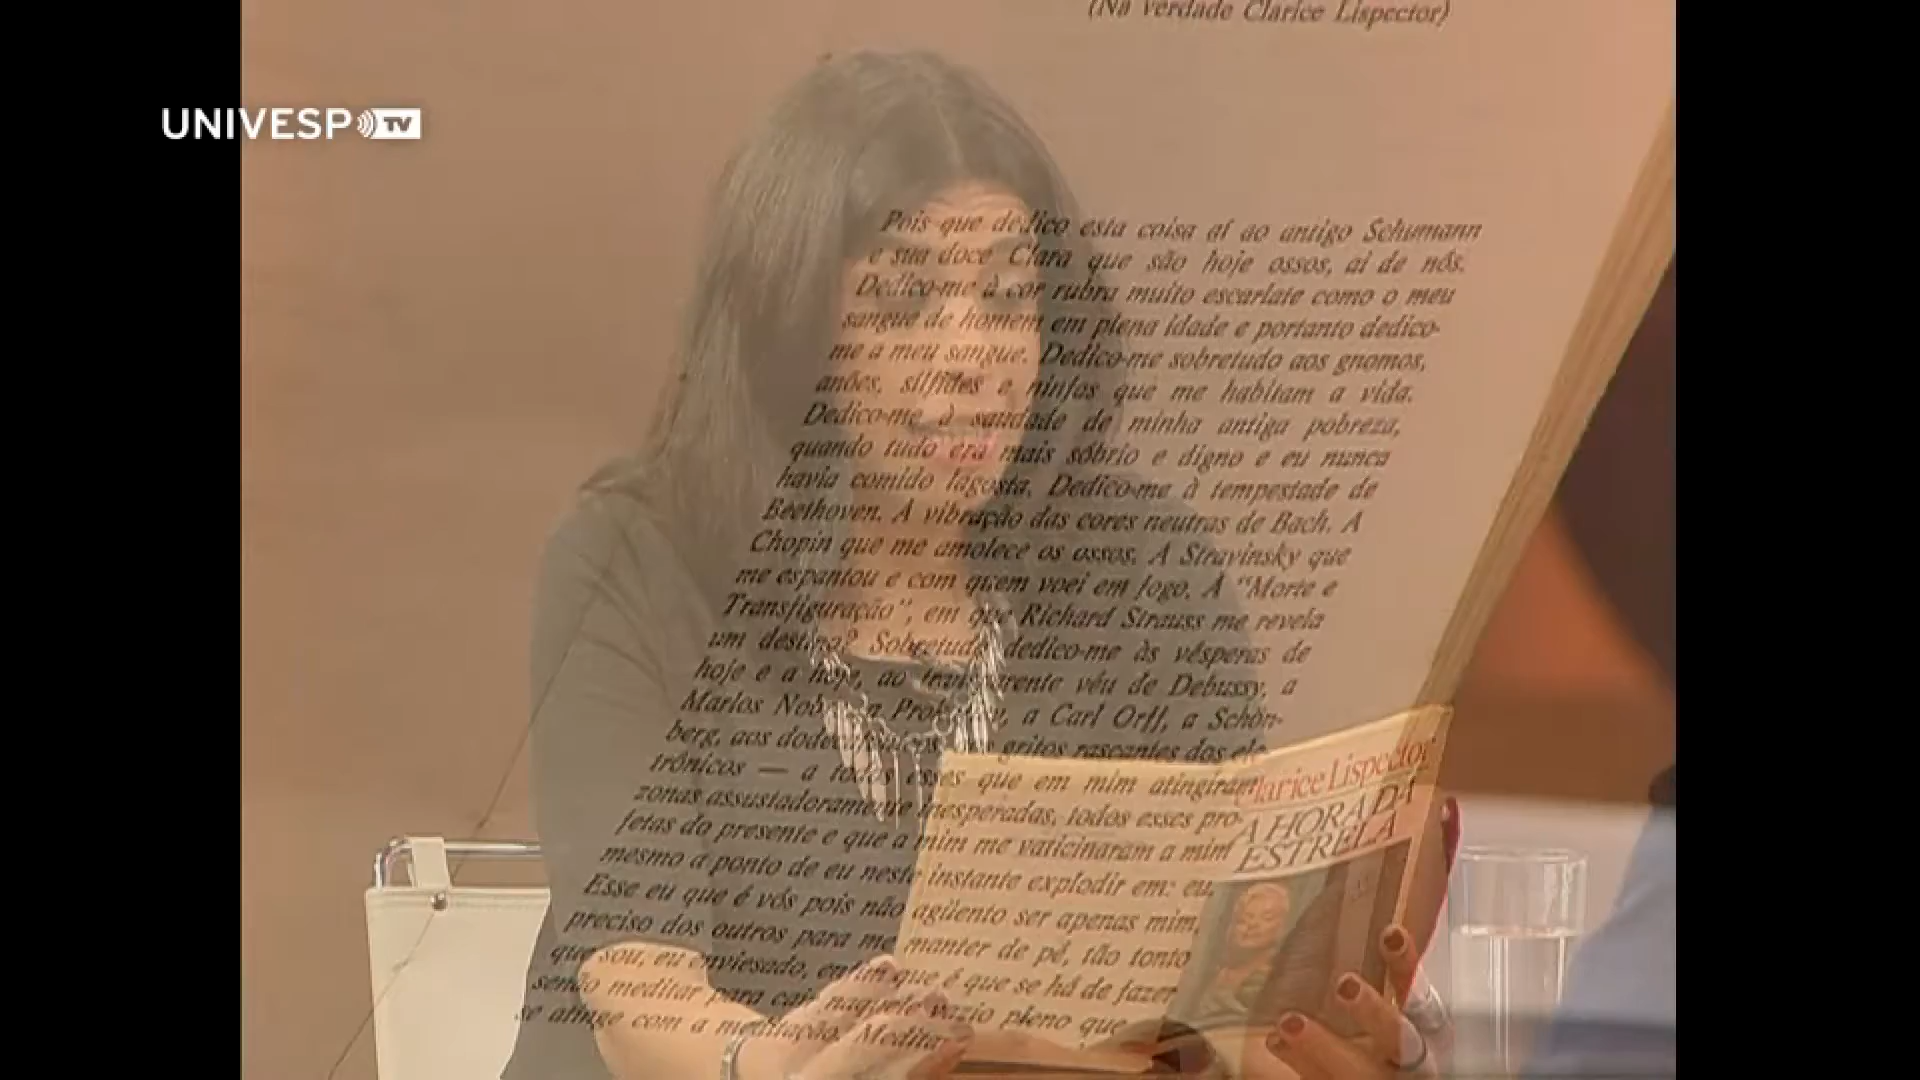 (Na verdade Clarice Lispector)
UNIVESP TV
Pois que dedico esta coisa aí ao antigo Schumann
e sua doce Clara que são hoje ossos, ai de nós.
Dedico-me à cor rubra muito escarlate como o meu
sangue de homem em plena idade e portanto dedico-
me a meu sangue. Dedico-me sobretudo aos gnomos,
anões, sílfides e ninfas que me habitam a vida.
Dedico-me à saudade de minha antiga pobreza,
quando tudo era mais sóbrio e digno e eu nunca
havia comido lagosta. Dedico-me à tempestade de
Beethoven. À vibração das cores neutras de Bach. A
Chopin que me amolece os ossos. A Stravinsky que
me espantou e com quem voei em fogo. À "Morte e
Transfiguração", em que Richard Strauss me revela
um destino? Sobretudo dedico-me às vésperas de
hoje e a hoje, ao transparente véu de Debussy, a
Marlos Nobre a Prokofiev, a Carl Orff, a Schön-
berg, aos dodecafônicos, gritos rascantes dos ele-
trônicos — a todos esses que em mim atingiram
zonas assustadoramente inesperadas, todos esses pro-
fetas do presente e que a mim me vaticinaram a mim
mesmo a ponto de eu neste instante explodir em: eu.
Esse eu que é vós pois não agüento ser apenas mim,
preciso dos outros para me manter de pé, tão tonto
que sou, eu enviesado, enfim que é que se há de fazer
senão meditar para cair naquele vazio pleno que
se atinge com a meditação. Medita
Clarice Lispector
A HORA DA
ESTRELA